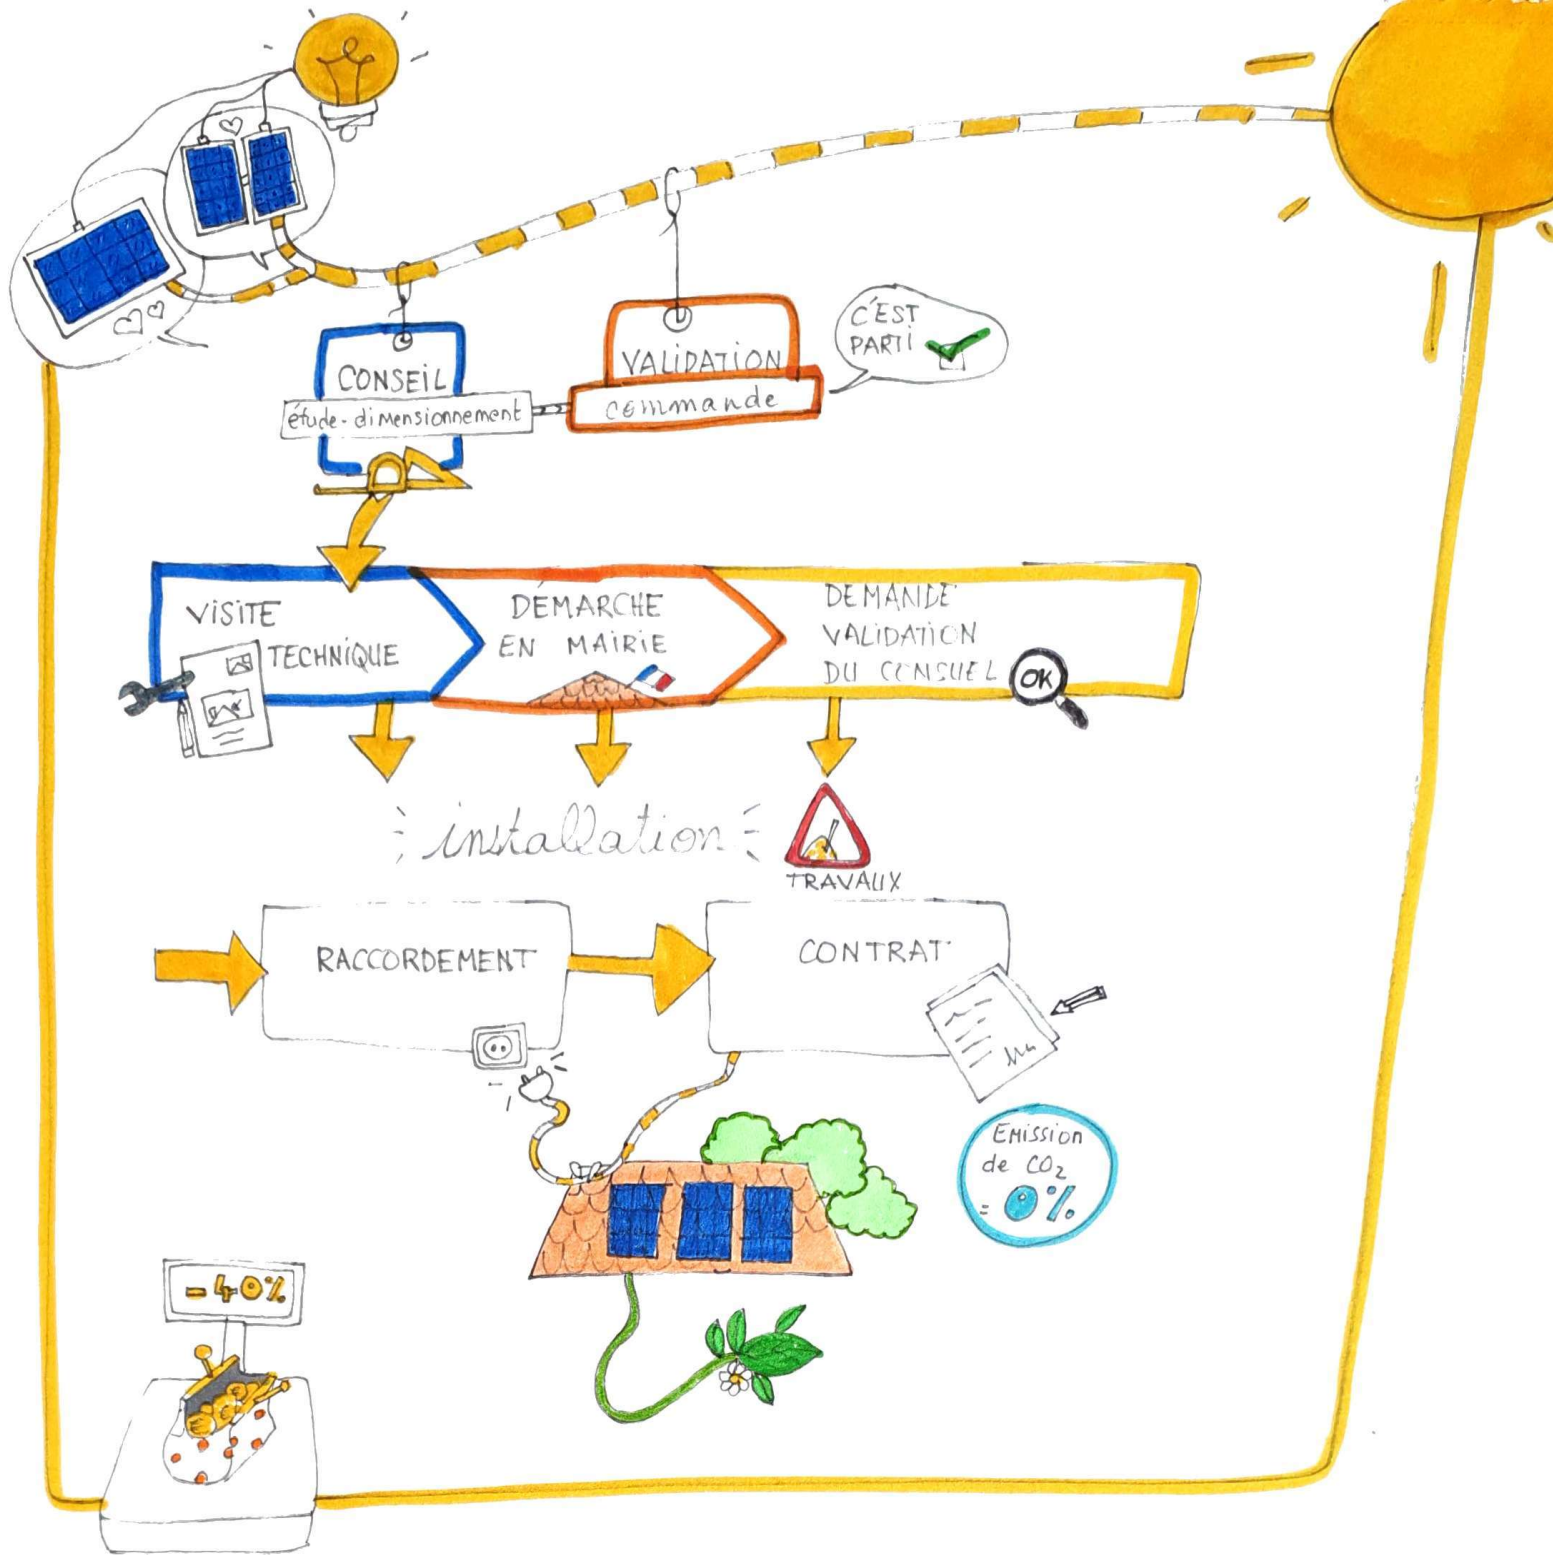 CONSEIL
étude-dimensionnement
VALIDATION
commande
C'EST
PARTI
VISITE
TECHNIQUE
DÉMARCHE
EN MAIRIE
DEMANDE
VALIDATION
DU CONSUEL
OK
installation
TRAVAUX
RACCORDEMENT
CONTRAT
EMISSION
de CO₂
= 0%
-40%